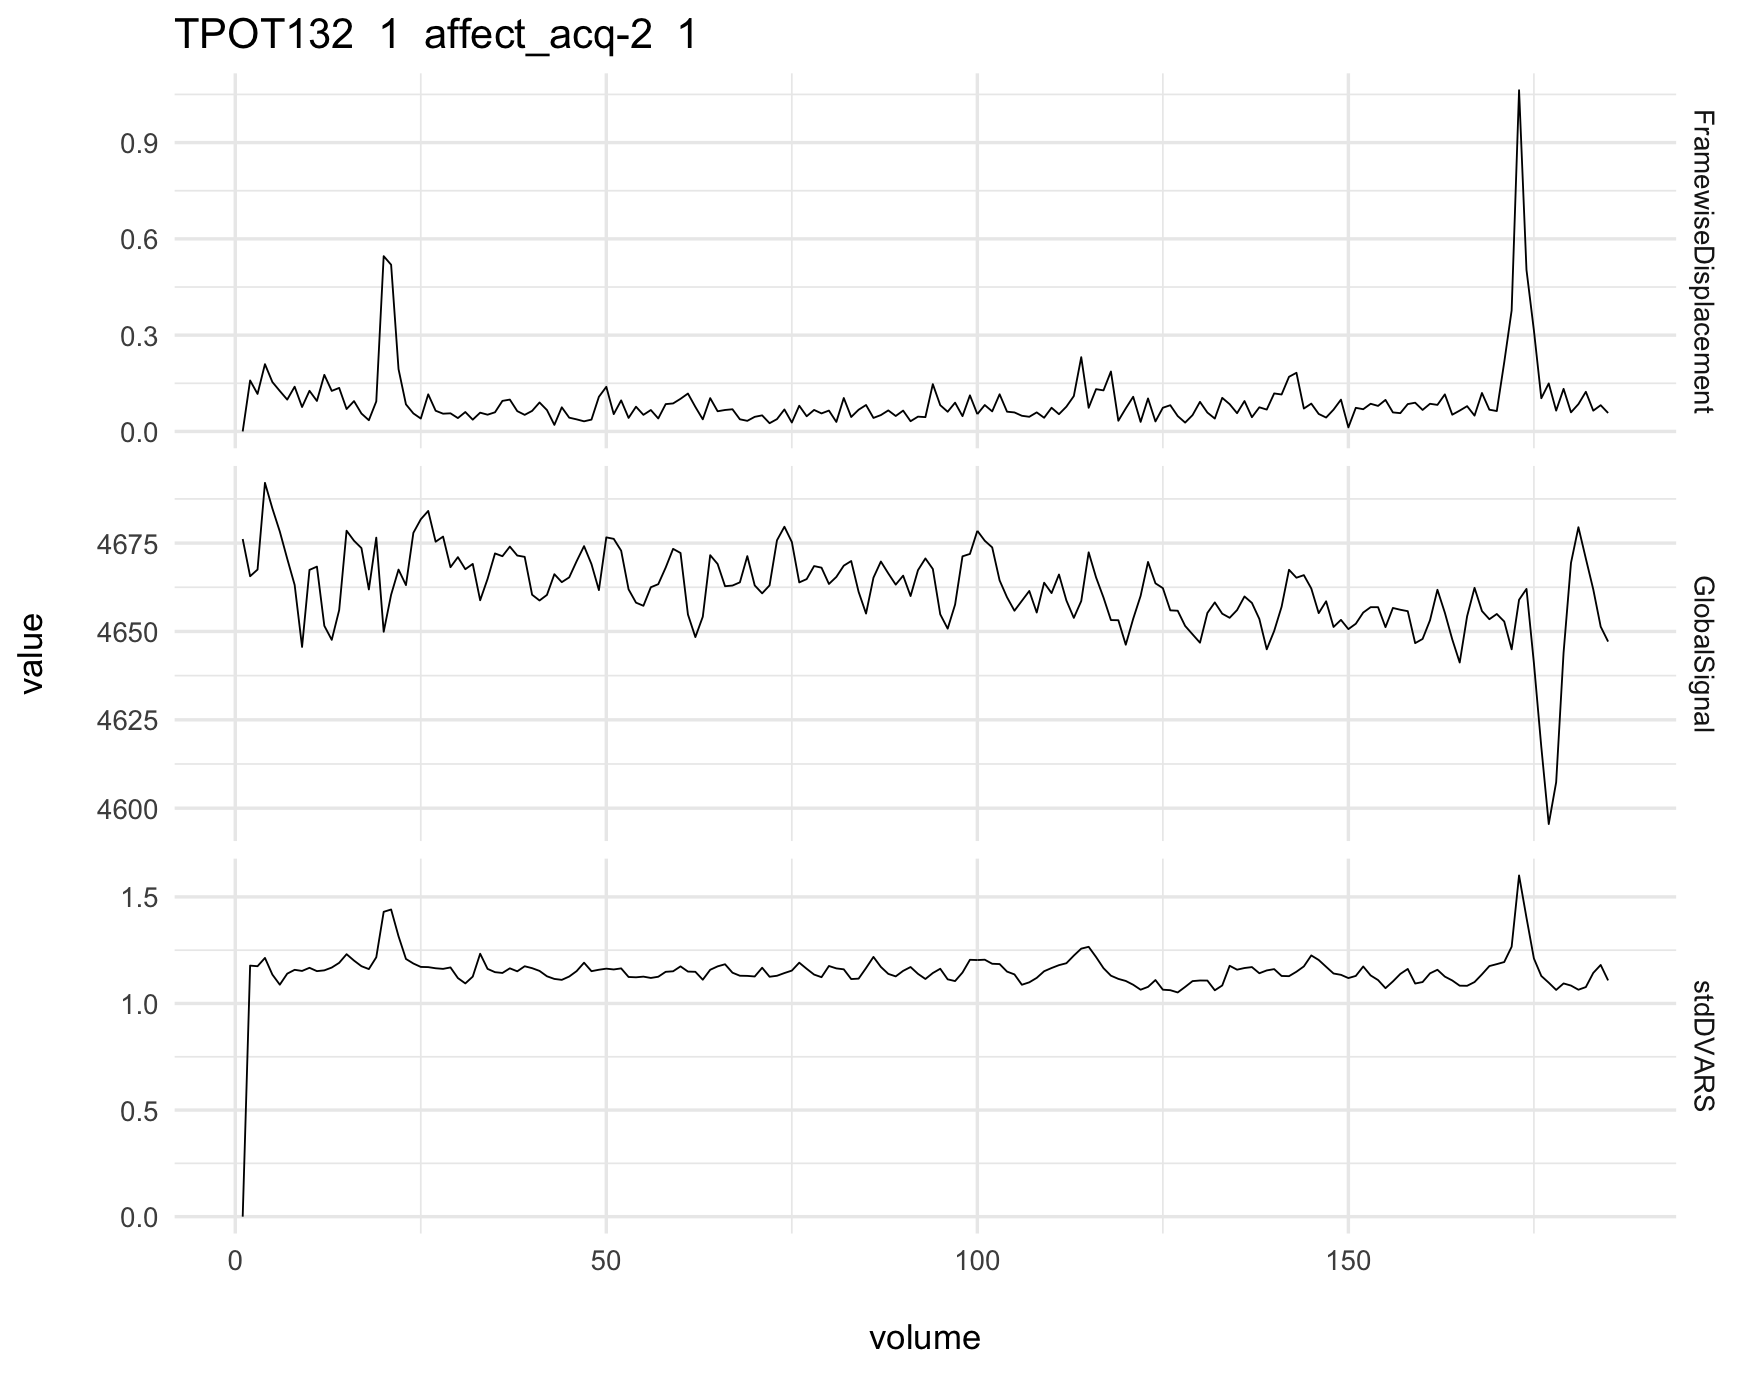 TPOT132 1 affect_acq-2 1
0.9
0.6
0.3
0.0
FramewiseDisplacement
4675
4650
4625
4600
GlobalSignal
1.5
1.0
0.5
0.0
stdDVARS
value
0 50 100 150
volume